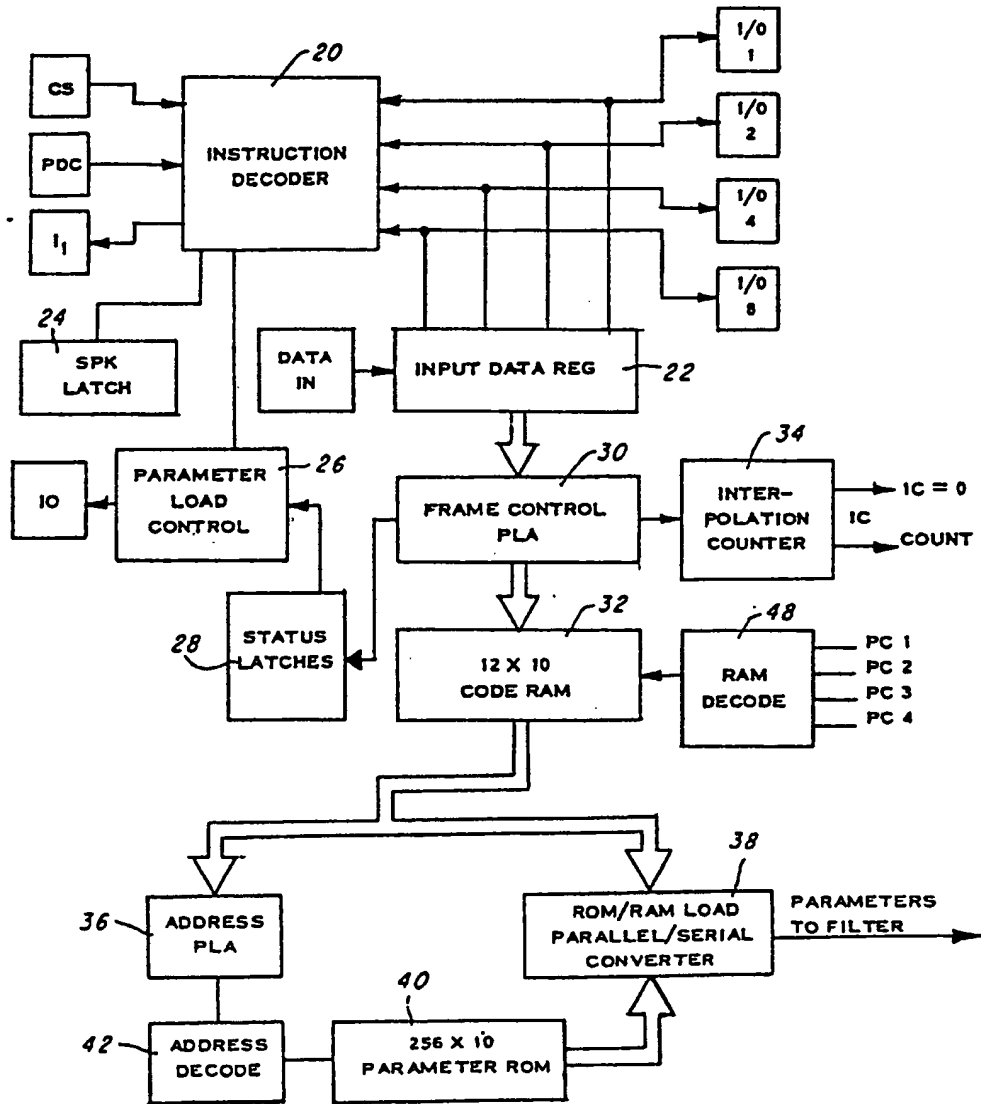 20
CS
PDC
I1
INSTRUCTION
DECODER
I/O
1
I/O
2
I/O
4
I/O
8
24
SPK
LATCH
DATA
IN
INPUT DATA REG
22
IO
PARAMETER
LOAD
CONTROL
26
30
FRAME CONTROL
PLA
34
INTER-
POLATION
COUNTER
IC = 0
IC
COUNT
28
STATUS
LATCHES
32
12 X 10
CODE RAM
48
RAM
DECODE
PC 1
PC 2
PC 3
PC 4
36
ADDRESS
PLA
38
ROM/RAM LOAD
PARALLEL/SERIAL
CONVERTER
PARAMETERS
TO FILTER
42
ADDRESS
DECODE
40
256 X 10
PARAMETER ROM